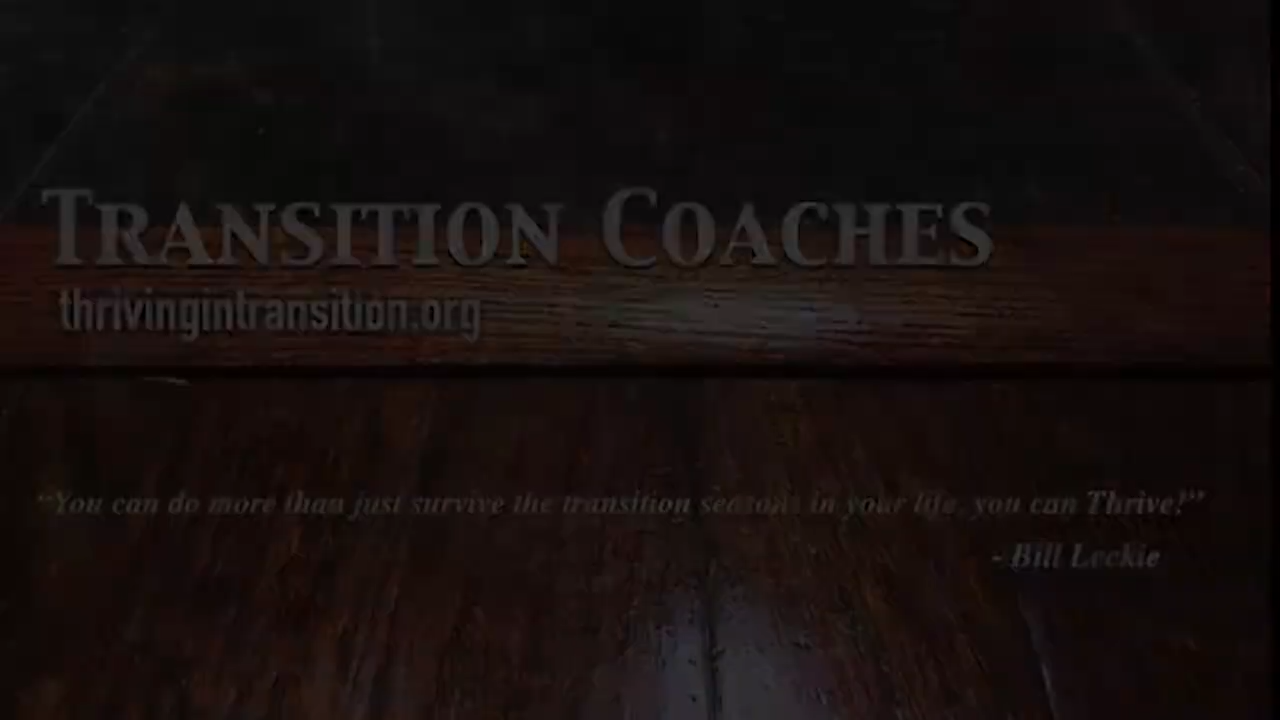 Transition Coaches
thrivingintransition.org
“You can do more than just survive the transition seasons in your life, you can Thrive!”
- Bill Leckie